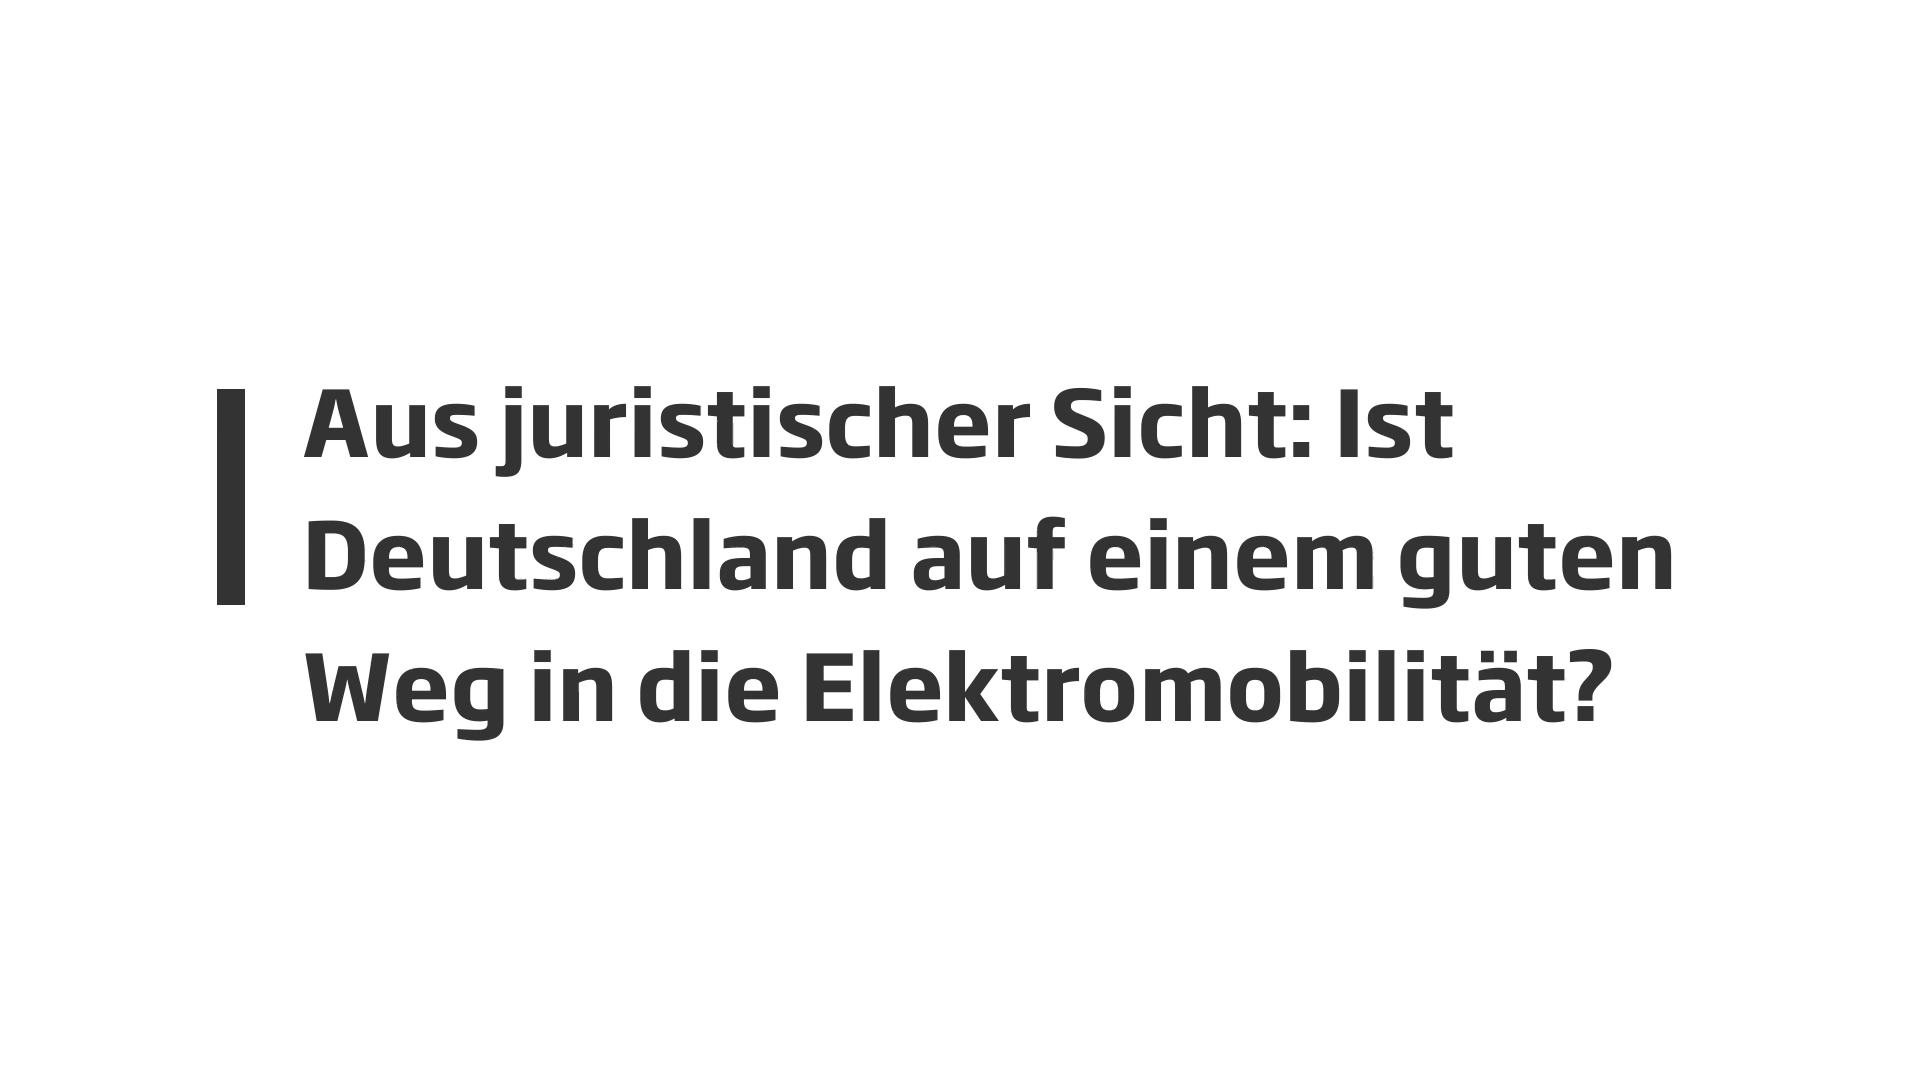 Aus juristischer Sicht: Ist
Deutschland auf einem guten
Weg in die Elektromobilität?